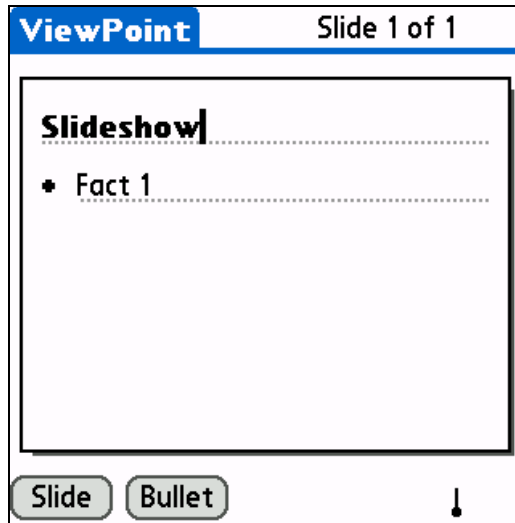 ViewPoint Slide 1 of 1
Slideshow
• Fact 1
Slide Bullet